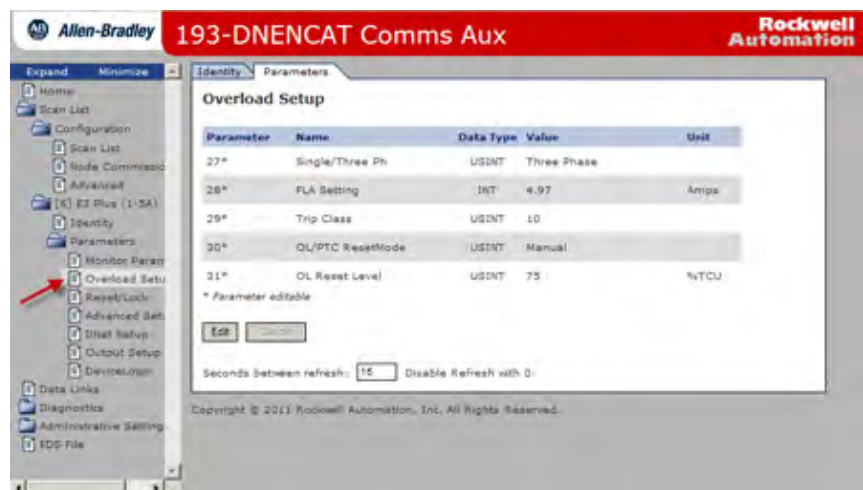 Allen-Bradley
193-DNENCAT Comms Aux
Rockwell
Automation
Expand Minimize
Home
Scan List
Configuration
Scan List
Node Commissio
Advanced
[6] E3 Plus (1-5A)
Identity
Parameters
Monitor Param
Overload Setu
Reset/Lock
Advanced Set
DNet Setup
Output Setup
DeviceLogix
Data Links
Diagnostics
Administrative Setting
EDS File
Identity Parameters
Overload Setup
Parameter Name Data Type Value Unit
27* Single/Three Ph USINT Three Phase
28* FLA Setting INT 4.97 Amps
29* Trip Class USINT 10
30* OL/PTC ResetMode USINT Manual
31* OL Reset Level USINT 75 %TCU
* Parameter editable
Edit
Seconds between refresh: 15 Disable Refresh with 0.
Copyright © 2011 Rockwell Automation, Inc. All Rights Reserved.